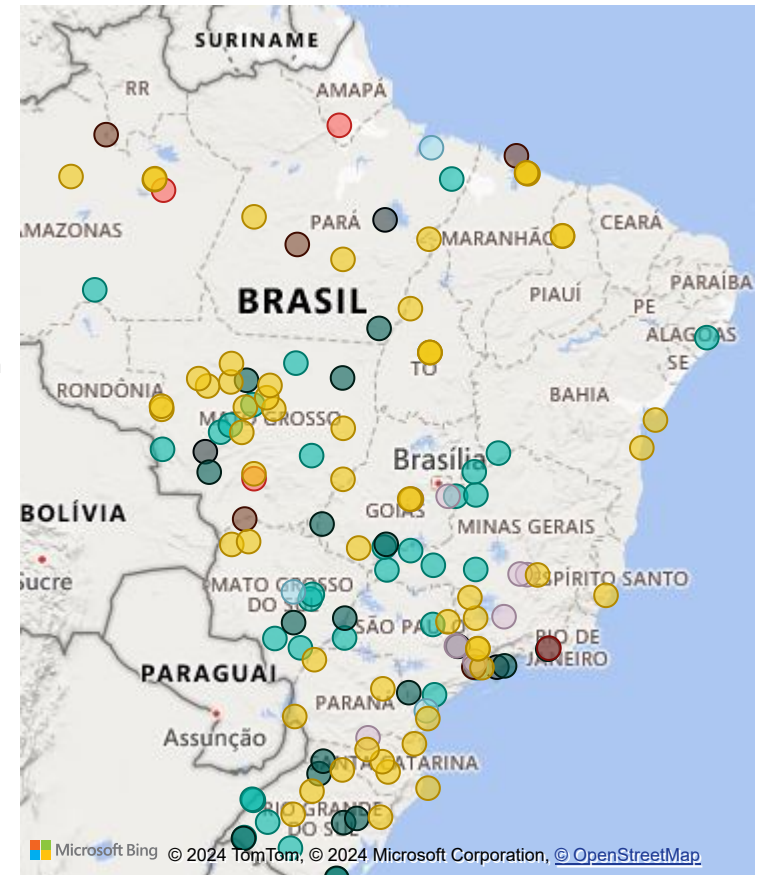 SURINAME
RR
AMAPÁ
PARÁ
AMAZONAS
MARANHÃO
CEARÁ
BRASIL
PIAUÍ
PARAÍBA
PE
ALAGOAS
SE
TO
RONDÔNIA
MATO GROSSO
BAHIA
Brasília
GOIÁS
BOLÍVIA
MINAS GERAIS
Sucre
MATO GROSSO
DO SUL
ESPÍRITO SANTO
SÃO PAULO
RIO DE
JANEIRO
PARAGUAI
PARANÁ
Assunção
SANTA CATARINA
RIO GRANDE
DO SUL
Microsoft Bing
© 2024 TomTom, © 2024 Microsoft Corporation, © OpenStreetMap